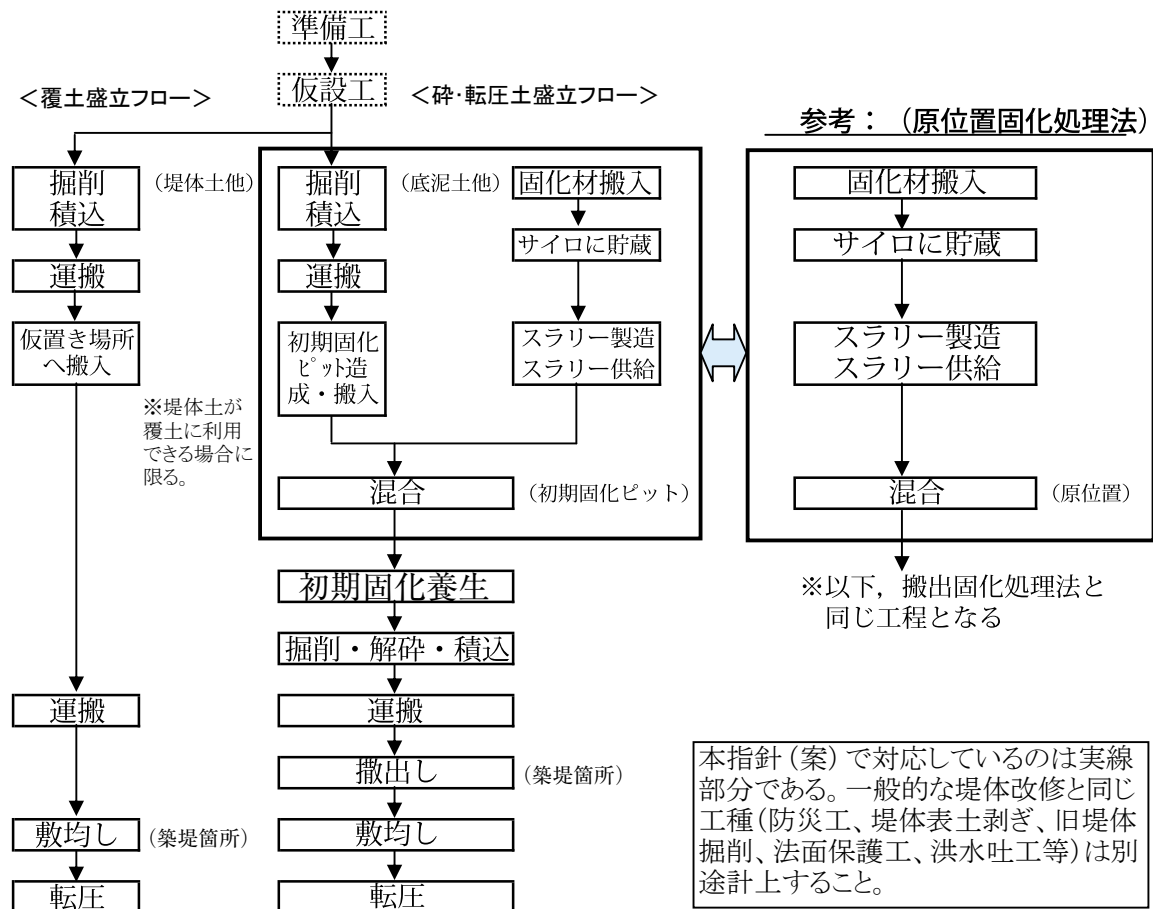 準備工
仮設工
＜覆土盛立フロー＞
＜砕・転圧土盛立フロー＞
参考：（原位置固化処理法）
掘削
積込
（堤体土他）
運搬
仮置き場所
へ搬入
※堤体土が
覆土に利用
できる場合に
限る。
運搬
敷均し
（築堤箇所）
転圧
掘削
積込
（底泥土他）
運搬
初期固化
ﾋﾟｯﾄ造
成・搬入
固化材搬入
サイロに貯蔵
スラリー製造
スラリー供給
混合
（初期固化ピット）
初期固化養生
掘削・解砕・積込
運搬
撒出し
（築堤箇所）
敷均し
転圧
固化材搬入
サイロに貯蔵
スラリー製造
スラリー供給
混合
（原位置）
※以下，搬出固化処理法と
同じ工程となる
本指針（案）で対応しているのは実線
部分である。一般的な堤体改修と同じ
工種（防災工、堤体表土剥ぎ、旧堤体
掘削、法面保護工、洪水吐工等）は別
途計上すること。